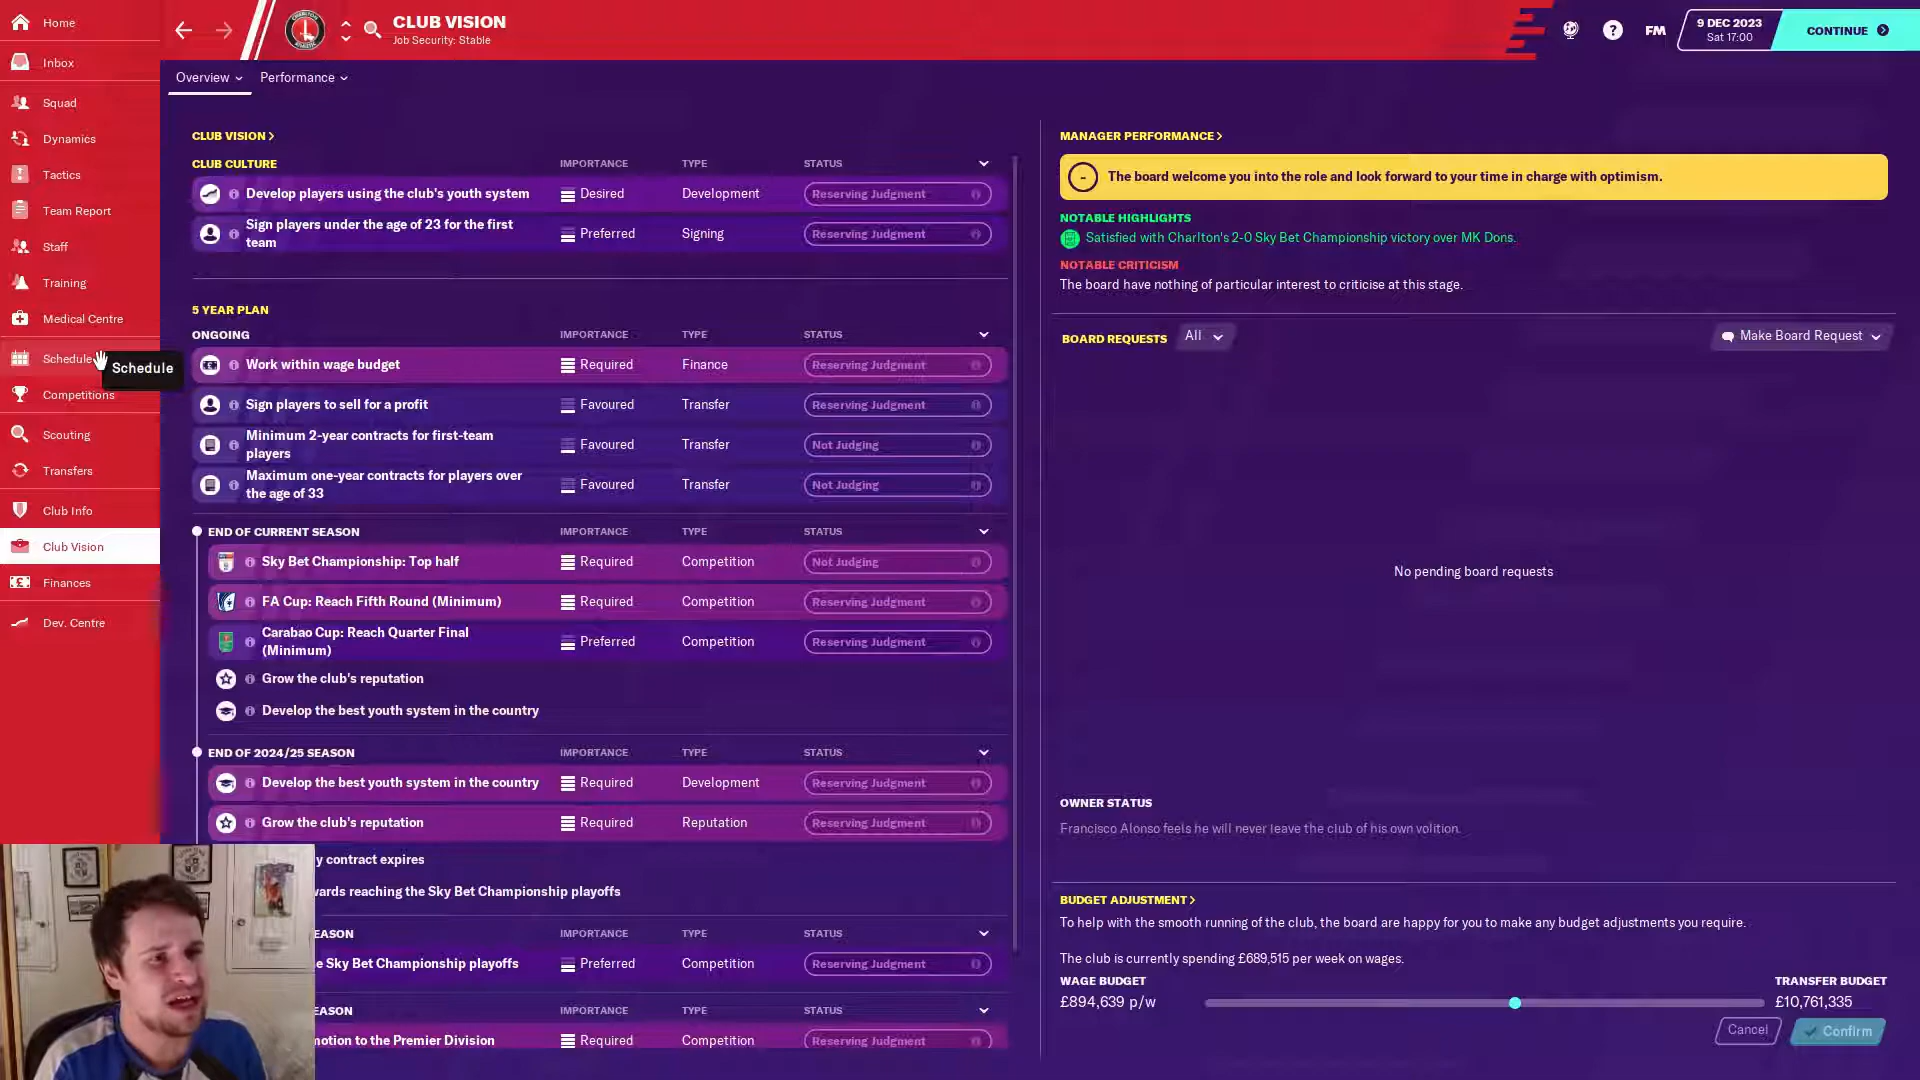 Home
Inbox
Squad
Dynamics
Tactics
Team Report
Staff
Training
Medical Centre
Schedule
Schedule
Competitions
Scouting
Transfers
Club Info
Club Vision
Finances
Dev. Centre
CLUB VISION
Job Security: Stable
?
FM
9 DEC 2023
Sat 17:00
CONTINUE
Overview
Performance
CLUB VISION
CLUB CULTURE IMPORTANCE TYPE STATUS
Develop players using the club's youth system Desired Development Reserving Judgment
Sign players under the age of 23 for the first
team Preferred Signing Reserving Judgment
5 YEAR PLAN
ONGOING IMPORTANCE TYPE STATUS
Work within wage budget Required Finance Reserving Judgment
Sign players to sell for a profit Favoured Transfer Reserving Judgment
Minimum 2-year contracts for first-team
players Favoured Transfer Not Judging
Maximum one-year contracts for players over
the age of 33 Favoured Transfer Not Judging
END OF CURRENT SEASON IMPORTANCE TYPE STATUS
Sky Bet Championship: Top half Required Competition Not Judging
FA Cup: Reach Fifth Round (Minimum) Required Competition Reserving Judgment
Carabao Cup: Reach Quarter Final
(Minimum) Preferred Competition Reserving Judgment
Grow the club's reputation
Develop the best youth system in the country
END OF 2024/25 SEASON IMPORTANCE TYPE STATUS
Develop the best youth system in the country Required Development Reserving Judgment
Grow the club's reputation Required Reputation Reserving Judgment
y contract expires
wards reaching the Sky Bet Championship playoffs
EASON IMPORTANCE TYPE STATUS
e Sky Bet Championship playoffs Preferred Competition Reserving Judgment
EASON IMPORTANCE TYPE STATUS
motion to the Premier Division Required Competition Reserving Judgment
MANAGER PERFORMANCE
The board welcome you into the role and look forward to your time in charge with optimism.
NOTABLE HIGHLIGHTS
Satisfied with Charlton's 2-0 Sky Bet Championship victory over MK Dons.
NOTABLE CRITICISM
The board have nothing of particular interest to criticise at this stage.
BOARD REQUESTS All Make Board Request
No pending board requests
OWNER STATUS
Francisco Alonso feels he will never leave the club of his own volition.
BUDGET ADJUSTMENT
To help with the smooth running of the club, the board are happy for you to make any budget adjustments you require.
The club is currently spending £689,515 per week on wages.
WAGE BUDGET TRANSFER BUDGET
£894,639 p/w £10,761,335
Cancel Confirm